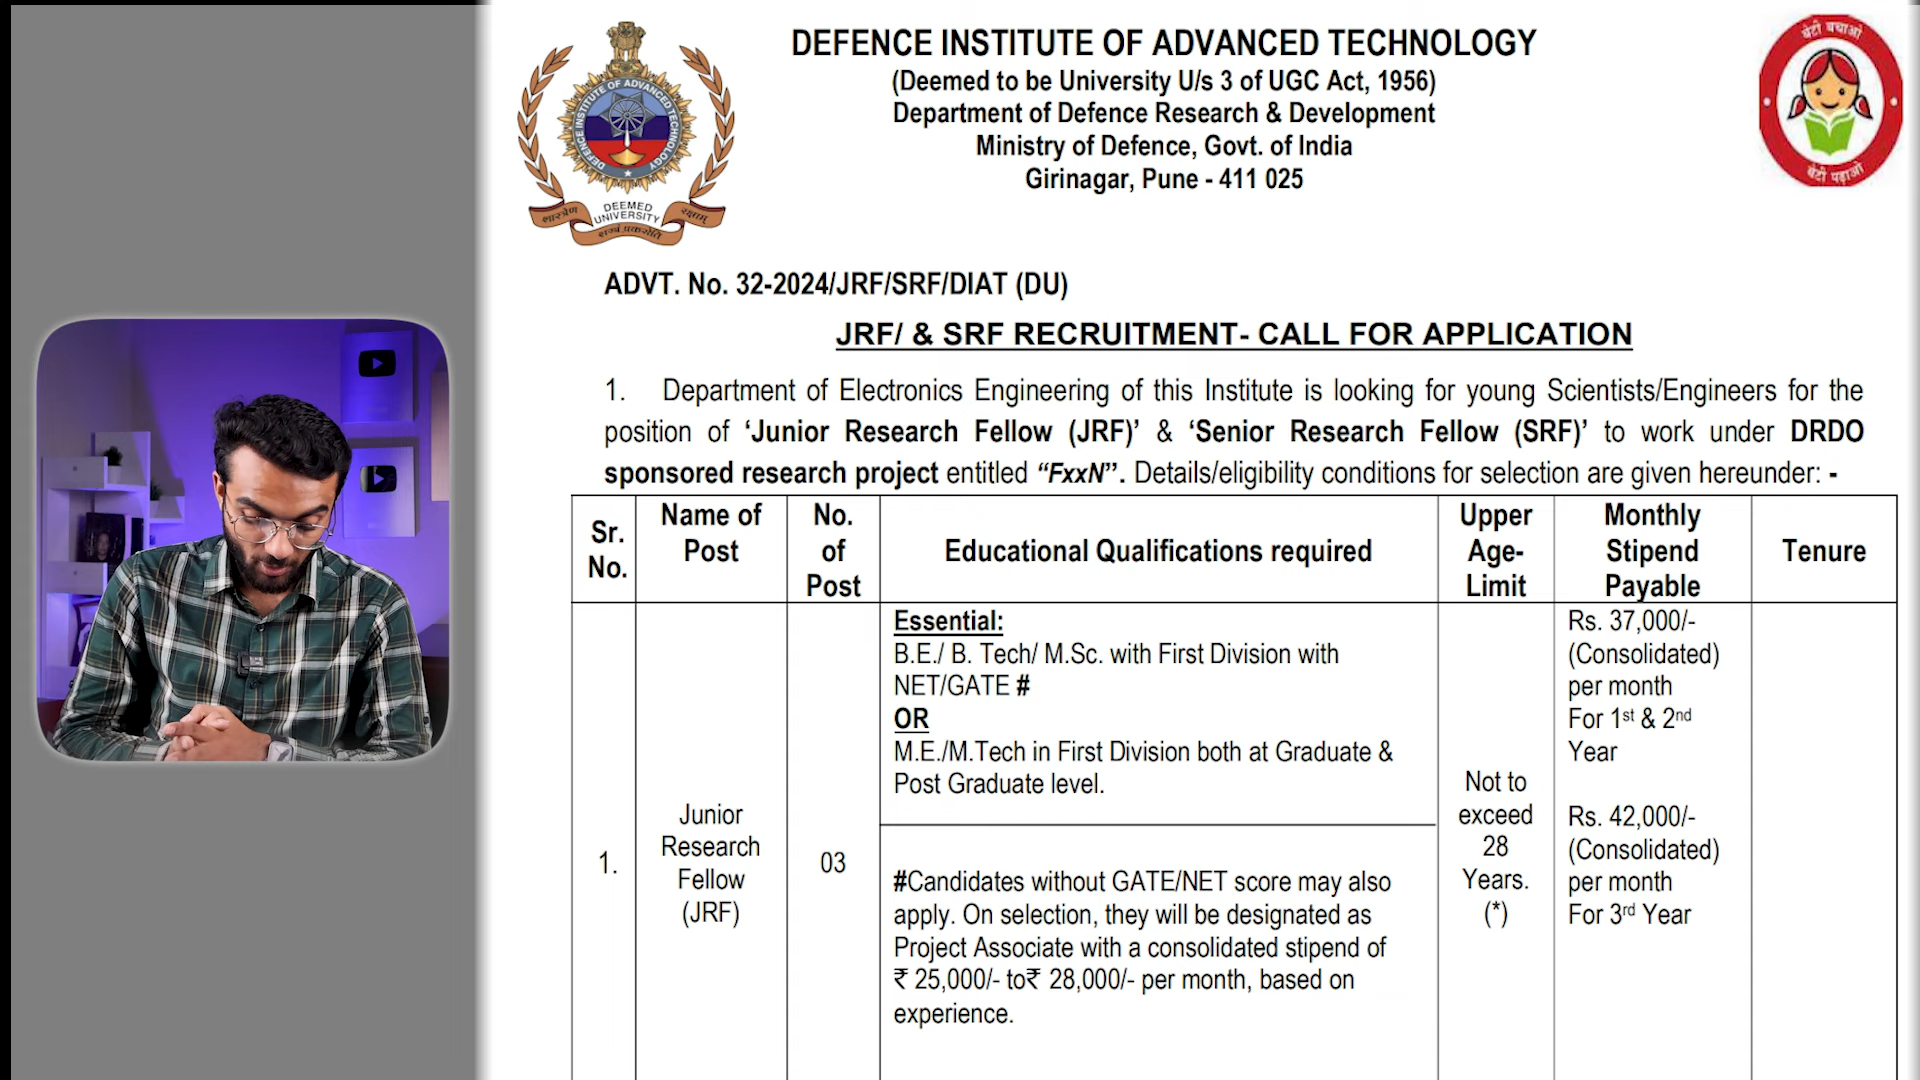 DEFENCE INSTITUTE OF ADVANCED TECHNOLOGY
(Deemed to be University U/s 3 of UGC Act, 1956)
Department of Defence Research & Development
Ministry of Defence, Govt. of India
Girinagar, Pune - 411 025
DEFENCE INSTITUTE OF ADVANCED TECHNOLOGY
DEEMED
UNIVERSITY
बेटी बचाओ
बेटी पढ़ाओ
ADVT. No. 32-2024/JRF/SRF/DIAT (DU)
JRF/ & SRF RECRUITMENT- CALL FOR APPLICATION
1. Department of Electronics Engineering of this Institute is looking for young Scientists/Engineers for the
position of ‘Junior Research Fellow (JRF)’ & ‘Senior Research Fellow (SRF)’ to work under DRDO
sponsored research project entitled “FxxN”. Details/eligibility conditions for selection are given hereunder: -
Sr.
No.
Name of
Post
No.
of
Post
Educational Qualifications required
Upper
Age-
Limit
Monthly
Stipend
Payable
Tenure
1.
Junior
Research
Fellow
(JRF)
03
Essential:
B.E./ B. Tech/ M.Sc. with First Division with
NET/GATE #
OR
M.E./M.Tech in First Division both at Graduate &
Post Graduate level.
#Candidates without GATE/NET score may also
apply. On selection, they will be designated as
Project Associate with a consolidated stipend of
₹ 25,000/- to₹ 28,000/- per month, based on
experience.
Not to
exceed
28
Years.
(*)
Rs. 37,000/-
(Consolidated)
per month
For 1st & 2nd
Year
Rs. 42,000/-
(Consolidated)
per month
For 3rd Year